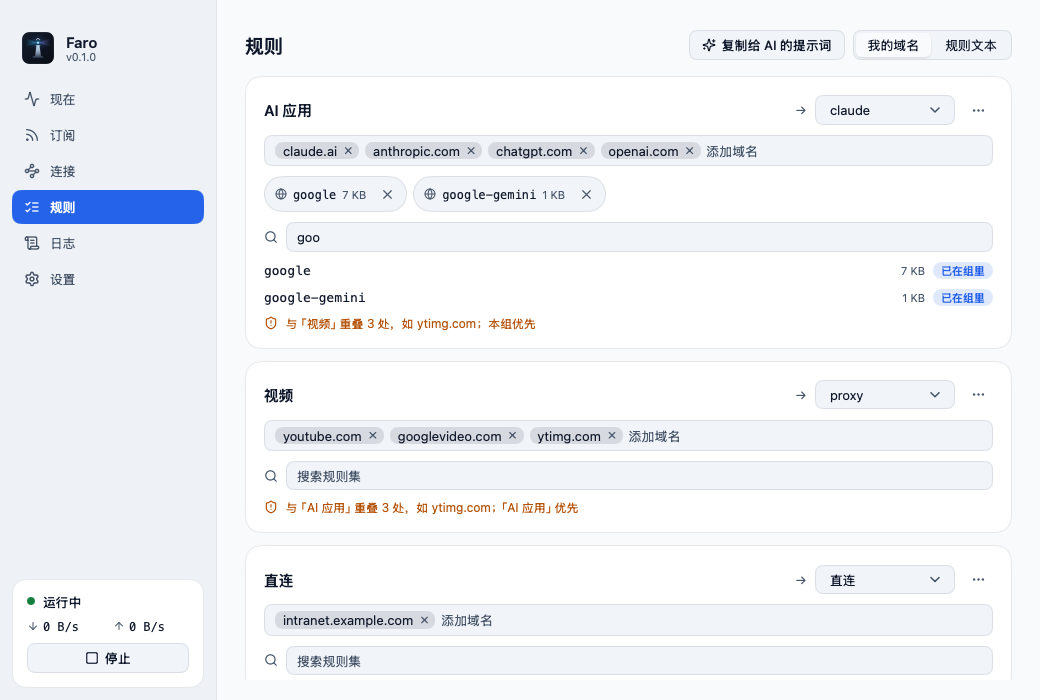 Faro
v0.1.0
现在
订阅
连接
规则
日志
设置
运行中
0 B/s
0 B/s
停止
规则
复制给 AI 的提示词
我的域名
规则文本
AI 应用
claude
claude.ai
anthropic.com
chatgpt.com
openai.com
添加域名
google 7 KB
google-gemini 1 KB
goo
google
7 KB
已在组里
google-gemini
1 KB
已在组里
与「视频」重叠 3 处，如 ytimg.com；本组优先
视频
proxy
youtube.com
googlevideo.com
ytimg.com
添加域名
搜索规则集
与「AI 应用」重叠 3 处，如 ytimg.com；「AI 应用」优先
直连
直连
intranet.example.com
添加域名
搜索规则集